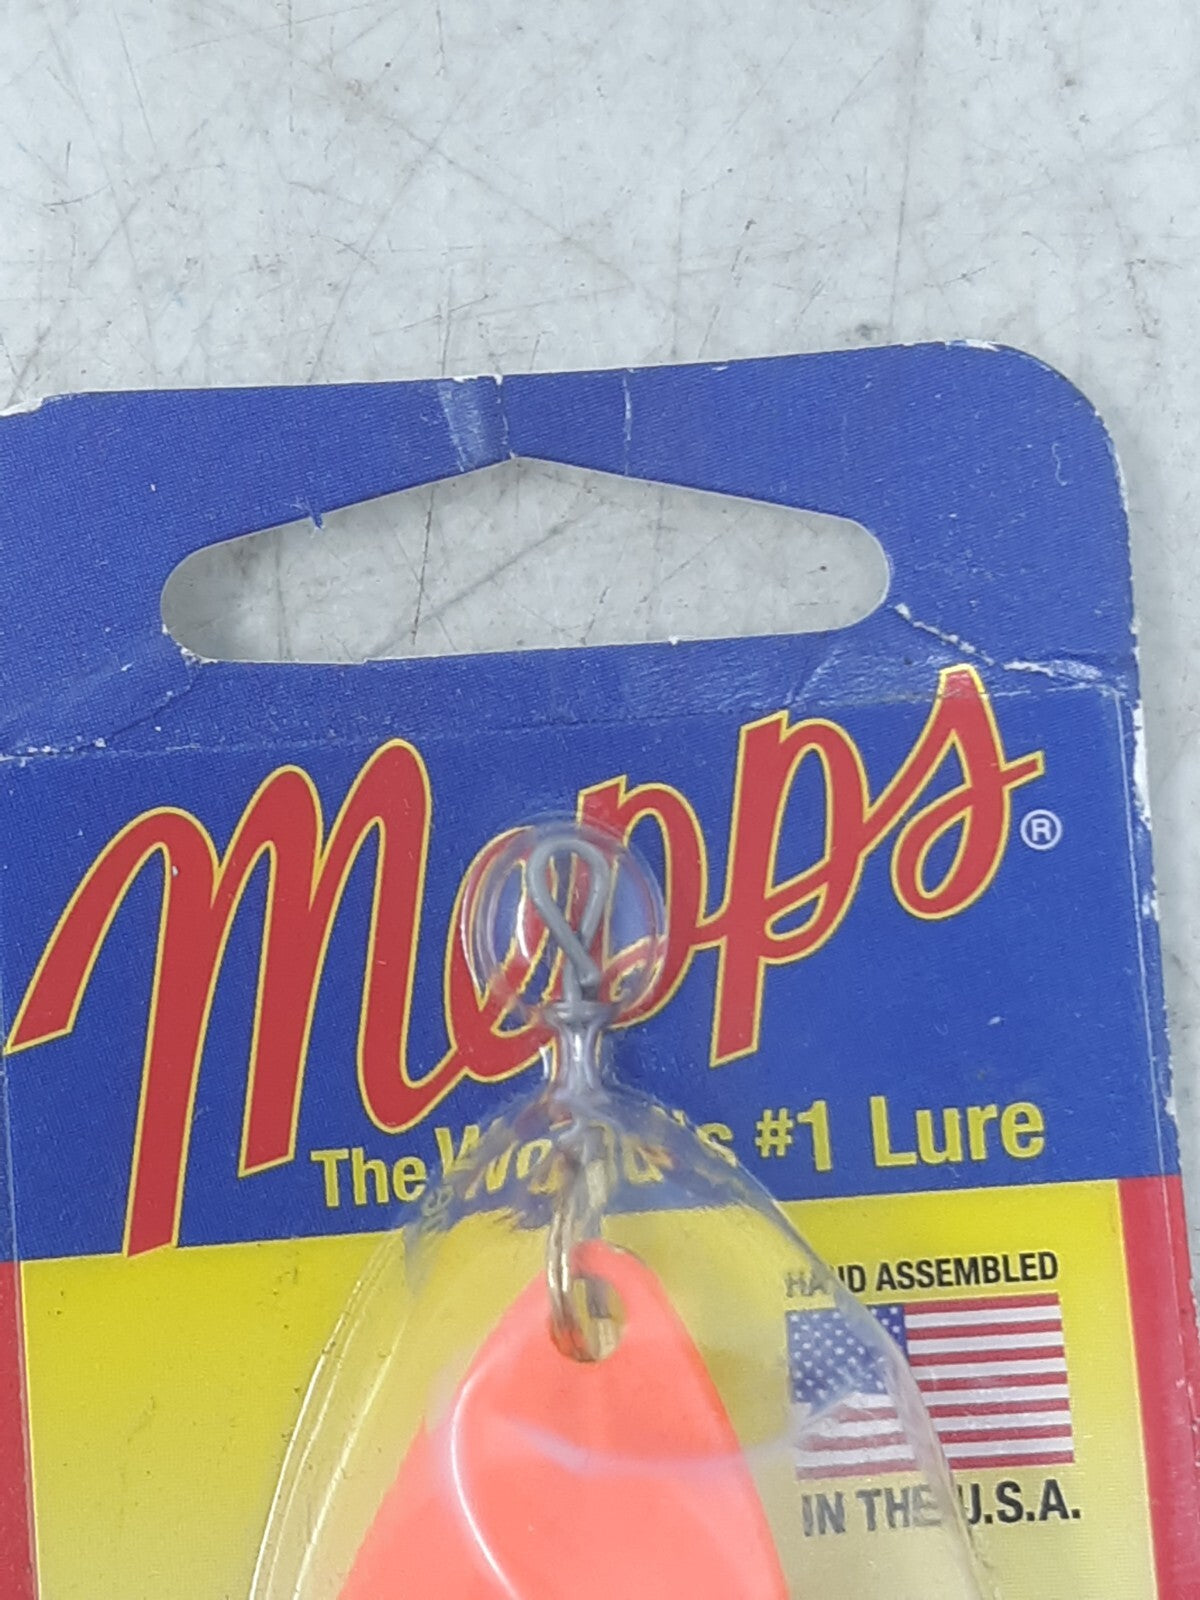 Mepps®
The World's #1 Lure
HAND ASSEMBLED
IN THE U.S.A.